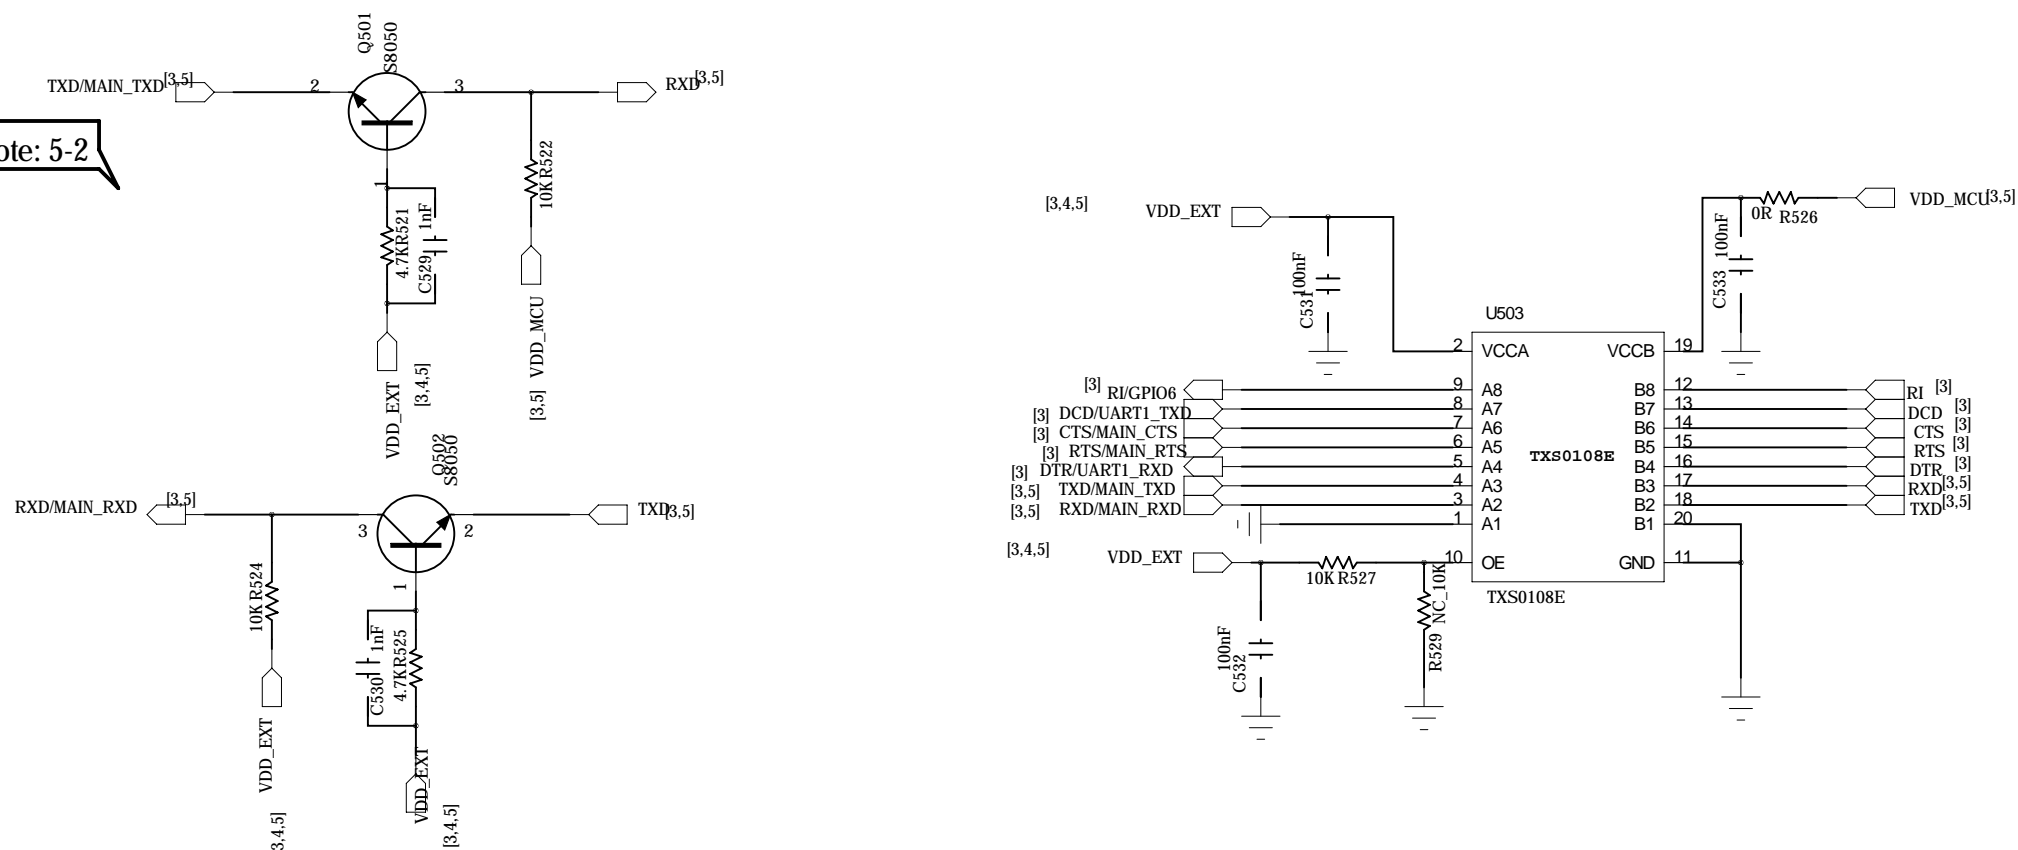 Q501
S8050
TXD/MAIN_TXD [3,5]
2
3
RXD [3,5]
ote: 5-2
1
4.7K R521
1nF
C529
10K R522
VDD_EXT
[3,4,5]
VDD_MCU
[3,5]
Q502
S8050
RXD/MAIN_RXD [3,5]
3
2
TXD [3,5]
1
10K R524
C530 1nF
4.7K R525
VDD_EXT
[3,4,5]
VDD_EXT
[3,4,5]
[3,4,5]
VDD_EXT
100nF
C531
0R R526
VDD_MCU [3,5]
100nF
C533
U503
2 VCCA VCCB 19
[3] RI/GPIO6 9 A8 B8 12 RI [3]
[3] DCD/UART1_TXD 8 A7 B7 13 DCD [3]
[3] CTS/MAIN_CTS 7 A6 B6 14 CTS [3]
[3] RTS/MAIN_RTS 6 A5 B5 15 RTS [3]
[3] DTR/UART1_RXD 5 A4 B4 16 DTR [3]
[3,5] TXD/MAIN_TXD 4 A3 B3 17 RXD [3,5]
[3,5] RXD/MAIN_RXD 3 A2 B2 18 TXD [3,5]
1 A1 B1 20
TXS0108E
[3,4,5] VDD_EXT 10 OE GND 11
10K R527
TXS0108E
NC_10K
R529
100nF
C532